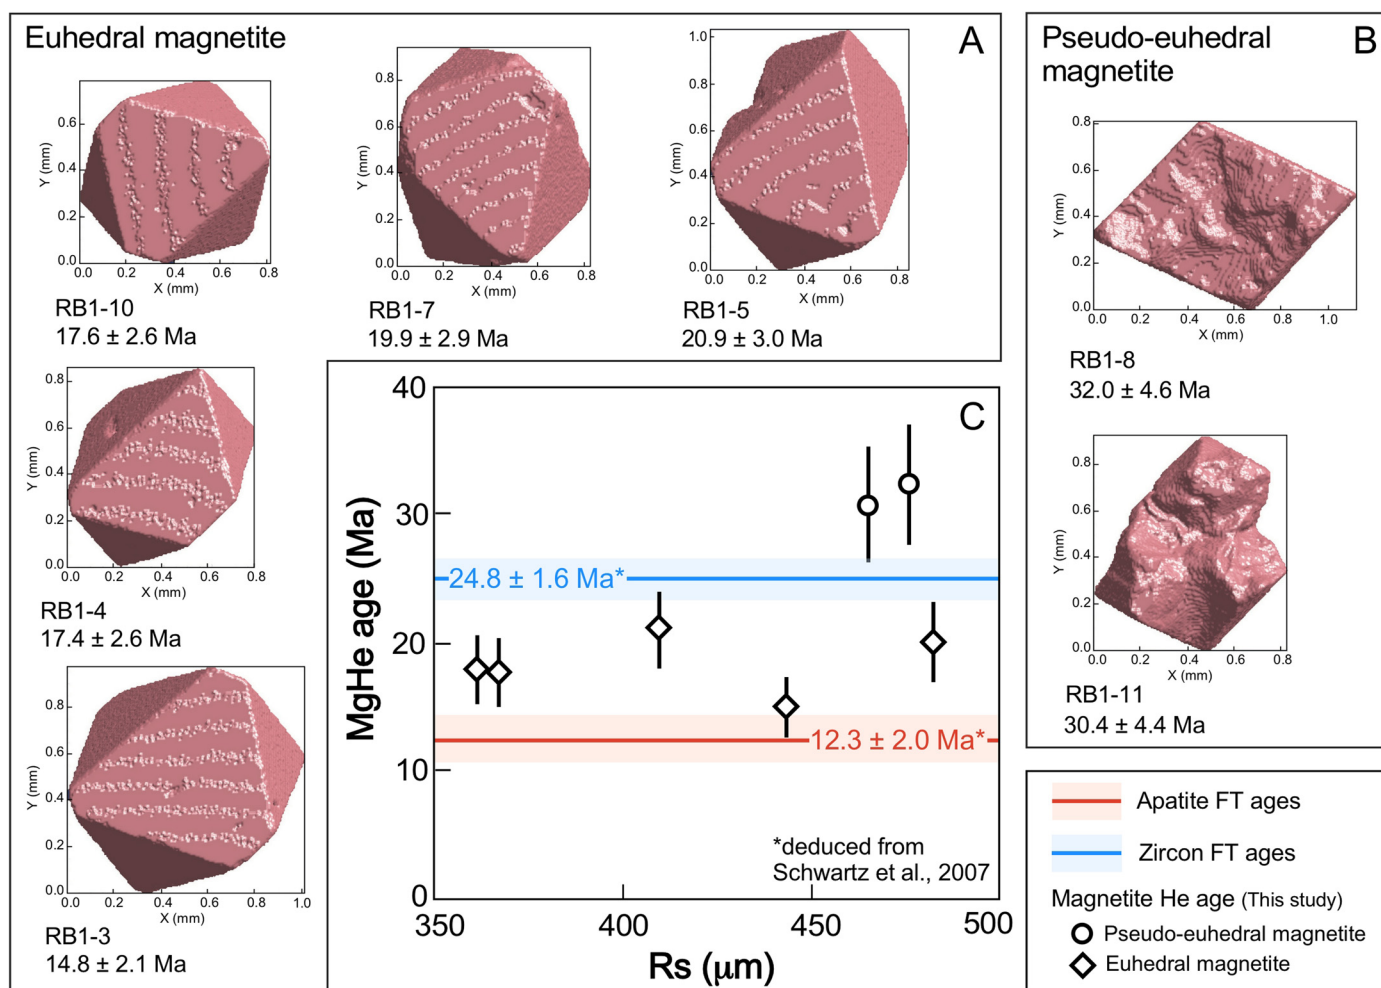 Euhedral magnetite
A
0.6
0.4
0.2
0.0
Y (mm)
0.0 0.2 0.4 0.6 0.8
X (mm)
RB1-10
17.6 ± 2.6 Ma
0.8
0.6
0.4
0.2
0.0
Y (mm)
0.0 0.2 0.4 0.6 0.8
X (mm)
RB1-7
19.9 ± 2.9 Ma
1.0
0.8
0.6
0.4
0.2
0.0
Y (mm)
0.0 0.2 0.4 0.6 0.8
X (mm)
RB1-5
20.9 ± 3.0 Ma
0.8
0.6
0.4
0.2
0.0
Y (mm)
0.0 0.2 0.4 0.6 0.8
X (mm)
RB1-4
17.4 ± 2.6 Ma
0.8
0.6
0.4
0.2
0.0
Y (mm)
0.0 0.2 0.4 0.6 0.8 1.0
X (mm)
RB1-3
14.8 ± 2.1 Ma
Pseudo-euhedral
magnetite
B
0.8
0.6
0.4
0.2
0.0
Y (mm)
0.0 0.2 0.4 0.6 0.8 1.0
X (mm)
RB1-8
32.0 ± 4.6 Ma
0.8
0.6
0.4
0.2
0.0
Y (mm)
0.0 0.2 0.4 0.6 0.8
X (mm)
RB1-11
30.4 ± 4.4 Ma
C
40
30
20
10
0
MgHe age (Ma)
24.8 ± 1.6 Ma*
12.3 ± 2.0 Ma*
*deduced from
Schwartz et al., 2007
350 400 450 500
Rs (μm)
Apatite FT ages
Zircon FT ages
Magnetite He age (This study)
Pseudo-euhedral magnetite
Euhedral magnetite